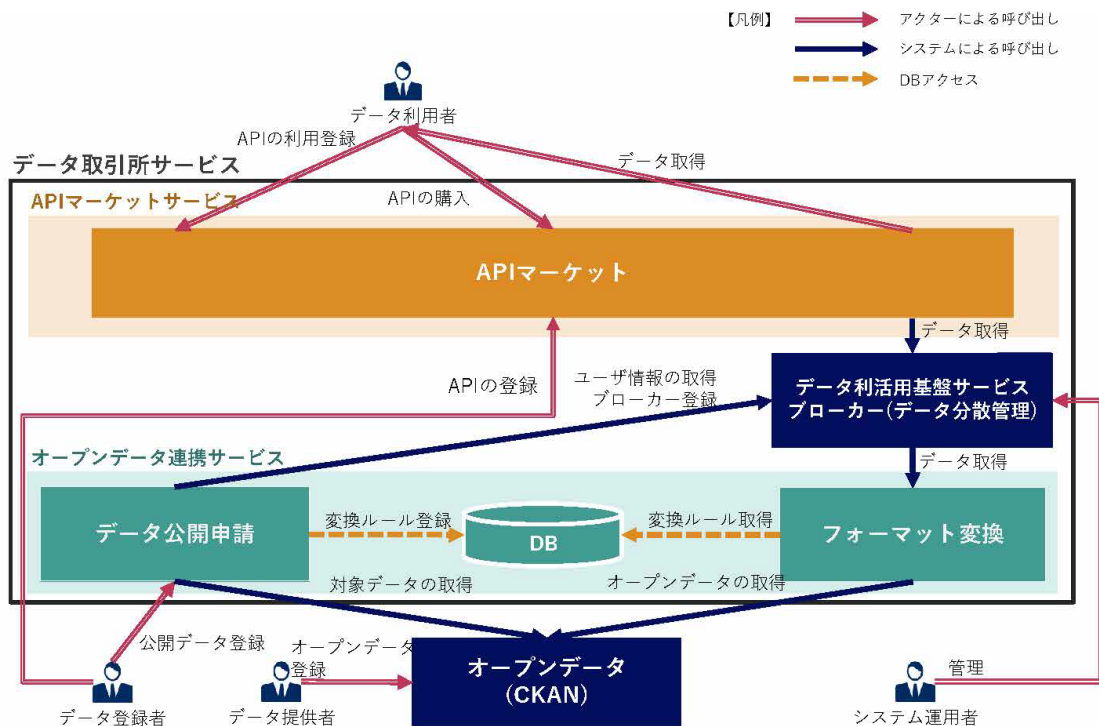 【凡例】
アクターによる呼び出し
システムによる呼び出し
DBアクセス
データ利用者
APIの利用登録
データ取得
データ取引所サービス
APIの購入
APIマーケットサービス
APIマーケット
データ取得
APIの登録
ユーザ情報の取得
ブローカー登録
データ利活用基盤サービス
ブローカー(データ分散管理)
オープンデータ連携サービス
データ取得
データ公開申請
変換ルール登録
DB
変換ルール取得
フォーマット変換
対象データの取得
オープンデータの取得
公開データ登録
オープンデータ
登録
オープンデータ
(CKAN)
管理
データ登録者
データ提供者
システム運用者